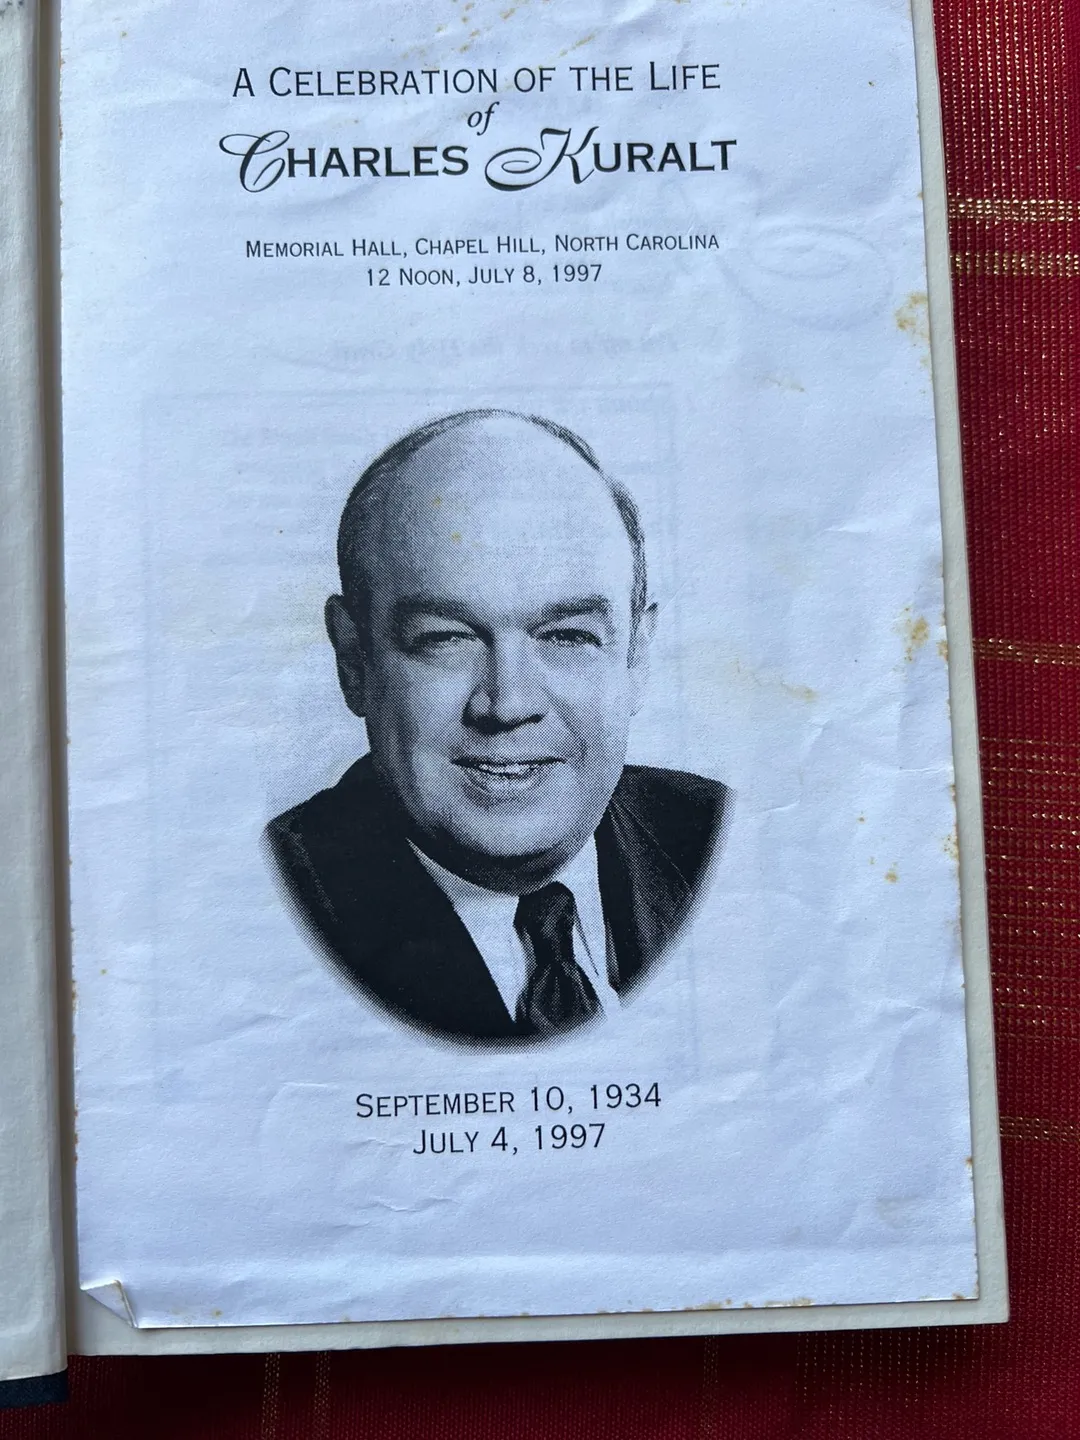 A CELEBRATION OF THE LIFE
of
CHARLES KURALT
MEMORIAL HALL, CHAPEL HILL, NORTH CAROLINA
12 NOON, JULY 8, 1997
SEPTEMBER 10, 1934
JULY 4, 1997